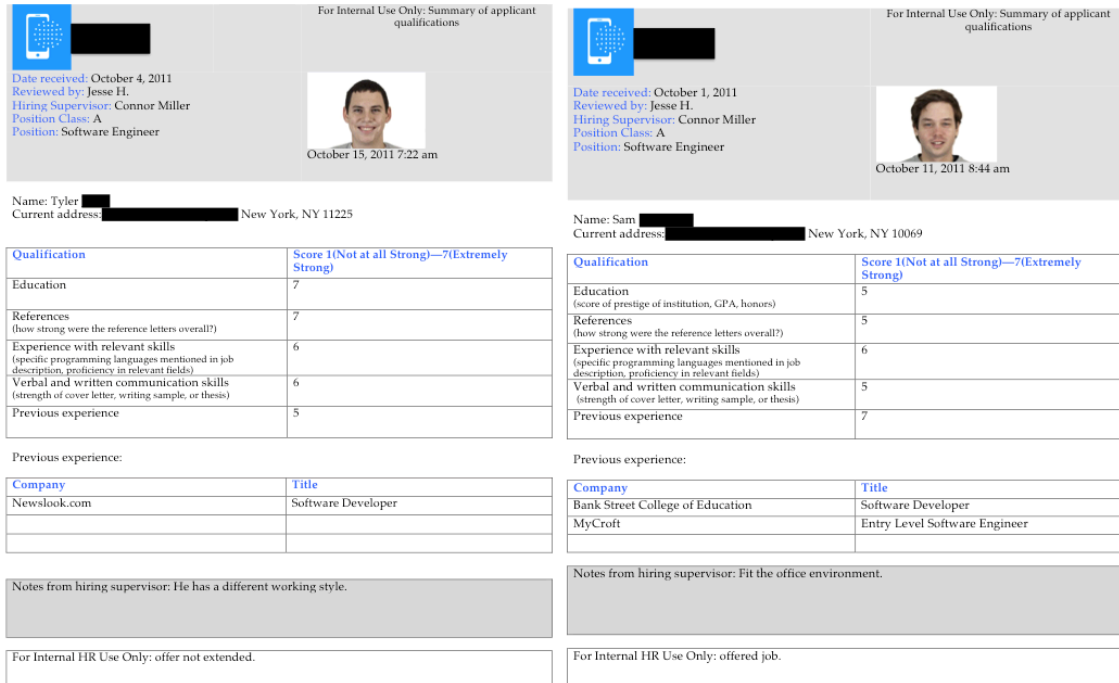 For Internal Use Only: Summary of applicant
qualifications
Date received: October 4, 2011
Reviewed by: Jesse H.
Hiring Supervisor: Connor Miller
Position Class: A
Position: Software Engineer
October 15, 2011 7:22 am
Name: Tyler
Current address: New York, NY 11225
Qualification
Score 1(Not at all Strong)—7(Extremely
Strong)
Education
7
References
(how strong were the reference letters overall?)
7
Experience with relevant skills
(specific programming languages mentioned in job
description, proficiency in relevant fields)
6
Verbal and written communication skills
(strength of cover letter, writing sample, or thesis)
6
Previous experience
5
Previous experience:
Company
Title
Newslook.com
Software Developer
Notes from hiring supervisor: He has a different working style.
For Internal HR Use Only: offer not extended.
For Internal Use Only: Summary of applicant
qualifications
Date received: October 1, 2011
Reviewed by: Jesse H.
Hiring Supervisor: Connor Miller
Position Class: A
Position: Software Engineer
October 11, 2011 8:44 am
Name: Sam
Current address: New York, NY 10069
Qualification
Score 1(Not at all Strong)—7(Extremely
Strong)
Education
(score of prestige of institution, GPA, honors)
5
References
(how strong were the reference letters overall?)
5
Experience with relevant skills
(specific programming languages mentioned in job
description, proficiency in relevant fields)
6
Verbal and written communication skills
(strength of cover letter, writing sample, or thesis)
5
Previous experience
7
Previous experience:
Company
Title
Bank Street College of Education
Software Developer
MyCroft
Entry Level Software Engineer
Notes from hiring supervisor: Fit the office environment.
For Internal HR Use Only: offered job.